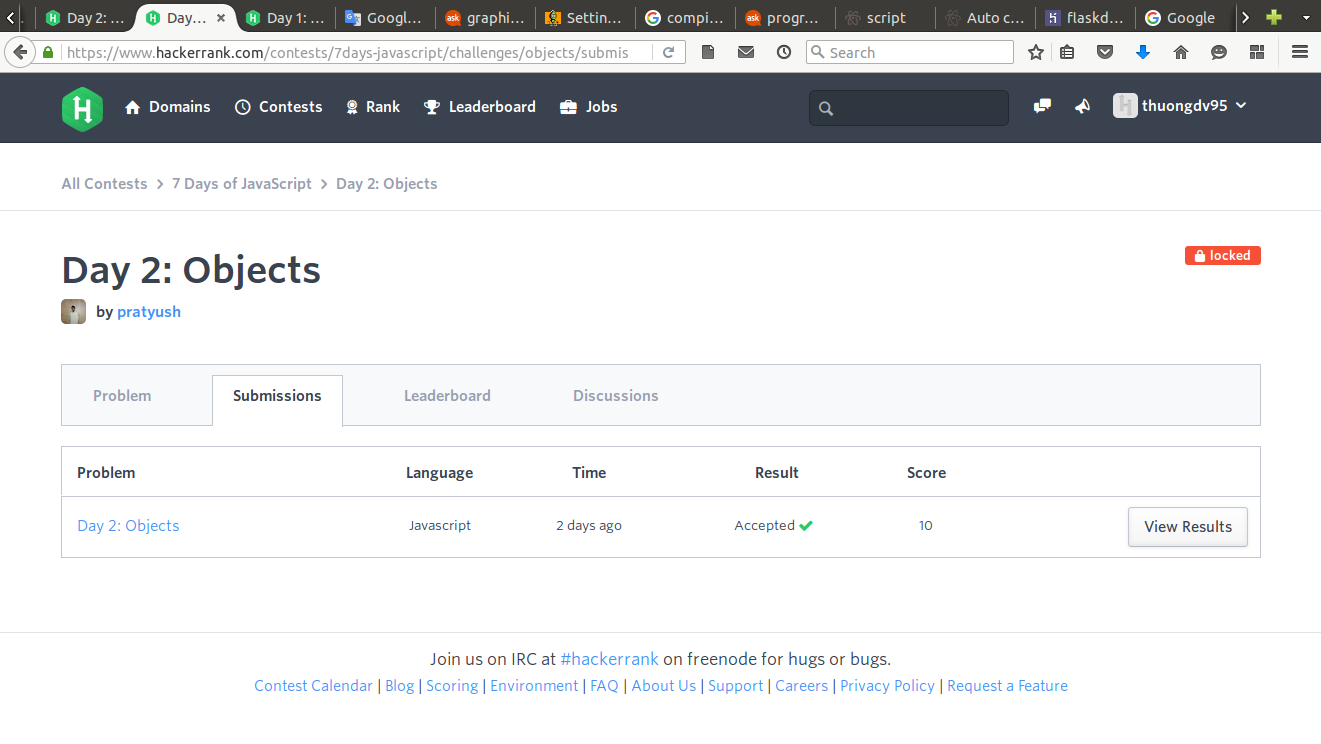 Day 2: ...
Day...
Day 1: ...
Googl...
graphi...
Settin...
compi...
progr...
script
Auto c...
flaskd...
Google
https://www.hackerrank.com/contests/7days-javascript/challenges/objects/submis
Search
Domains
Contests
Rank
Leaderboard
Jobs
thuongdv95
All Contests > 7 Days of JavaScript > Day 2: Objects
Day 2: Objects
locked
by pratyush
Problem
Submissions
Leaderboard
Discussions
Problem Language Time Result Score
Day 2: Objects Javascript 2 days ago Accepted 10 View Results
Join us on IRC at #hackerrank on freenode for hugs or bugs.
Contest Calendar | Blog | Scoring | Environment | FAQ | About Us | Support | Careers | Privacy Policy | Request a Feature